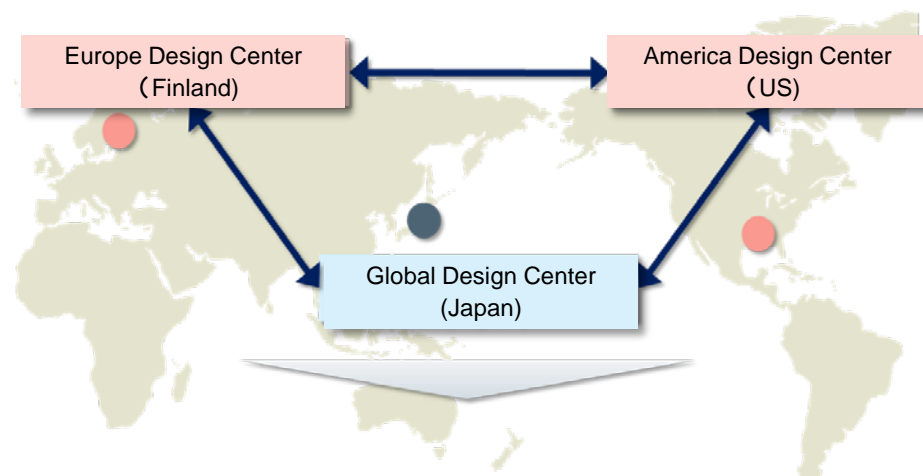 Europe Design Center
（Finland)
America Design Center
（US)
Global Design Center
(Japan)